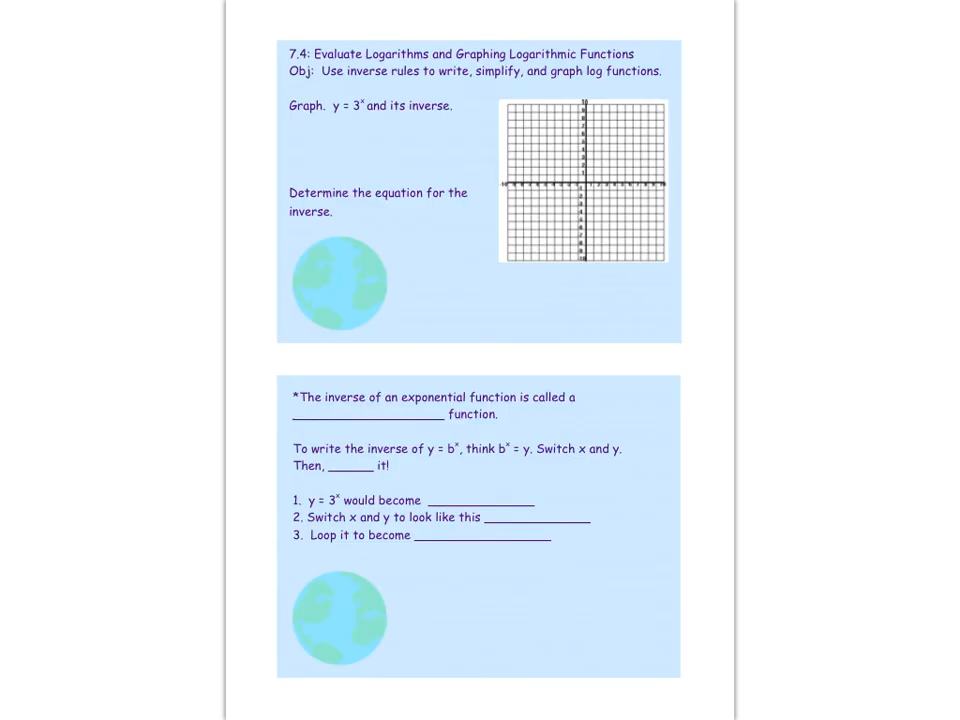 7.4: Evaluate Logarithms and Graphing Logarithmic Functions
Obj: Use inverse rules to write, simplify, and graph log functions.
Graph. y = 3ˣ and its inverse.
Determine the equation for the
inverse.
*The inverse of an exponential function is called a
____________________ function.
To write the inverse of y = bˣ, think bˣ = y. Switch x and y.
Then, ______ it!
1. y = 3ˣ would become ______________
2. Switch x and y to look like this ______________
3. Loop it to become __________________